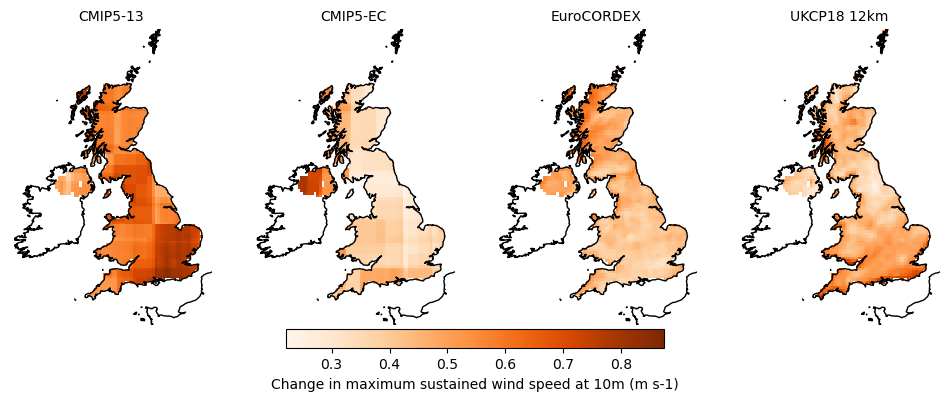 CMIP5-13 CMIP5-EC EuroCORDEX UKCP18 12km
0.3 0.4 0.5 0.6 0.7 0.8
Change in maximum sustained wind speed at 10m (m s-1)